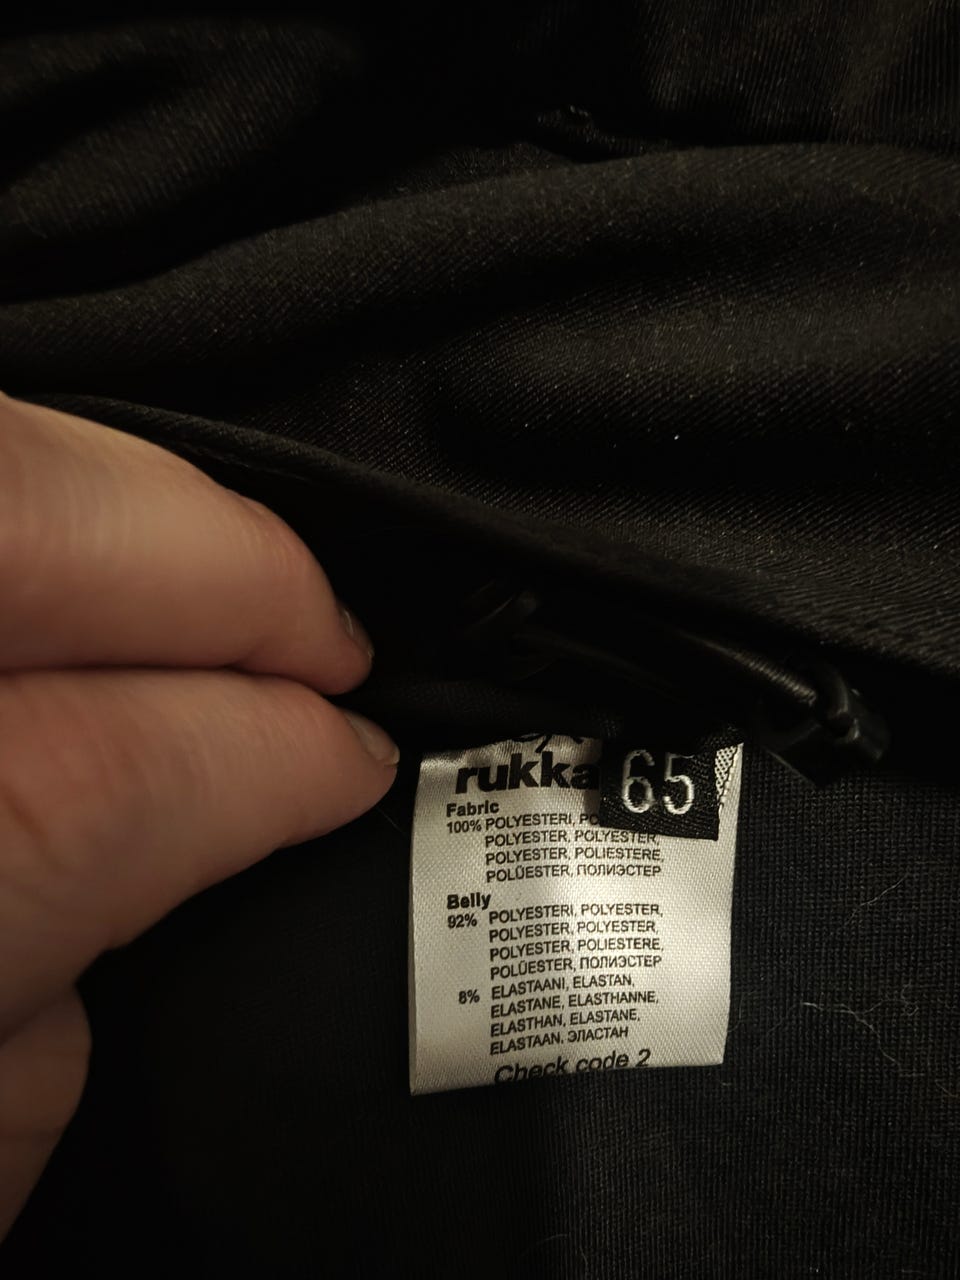 rukka
65
Fabric
100% POLYESTERI,
POLYESTER, POLYESTER,
POLYESTER, POLIESTERE,
POLÜESTER, ПОЛИЭСТЕР
Belly
92% POLYESTERI, POLYESTER,
POLYESTER, POLYESTER,
POLYESTER, POLIESTERE,
POLÜESTER, ПОЛИЭСТЕР
8% ELASTAANI, ELASTAN,
ELASTANE, ELASTHANNE,
ELASTHAN, ELASTANE,
ELASTAAN, ЭЛАСТАН
Check code 2